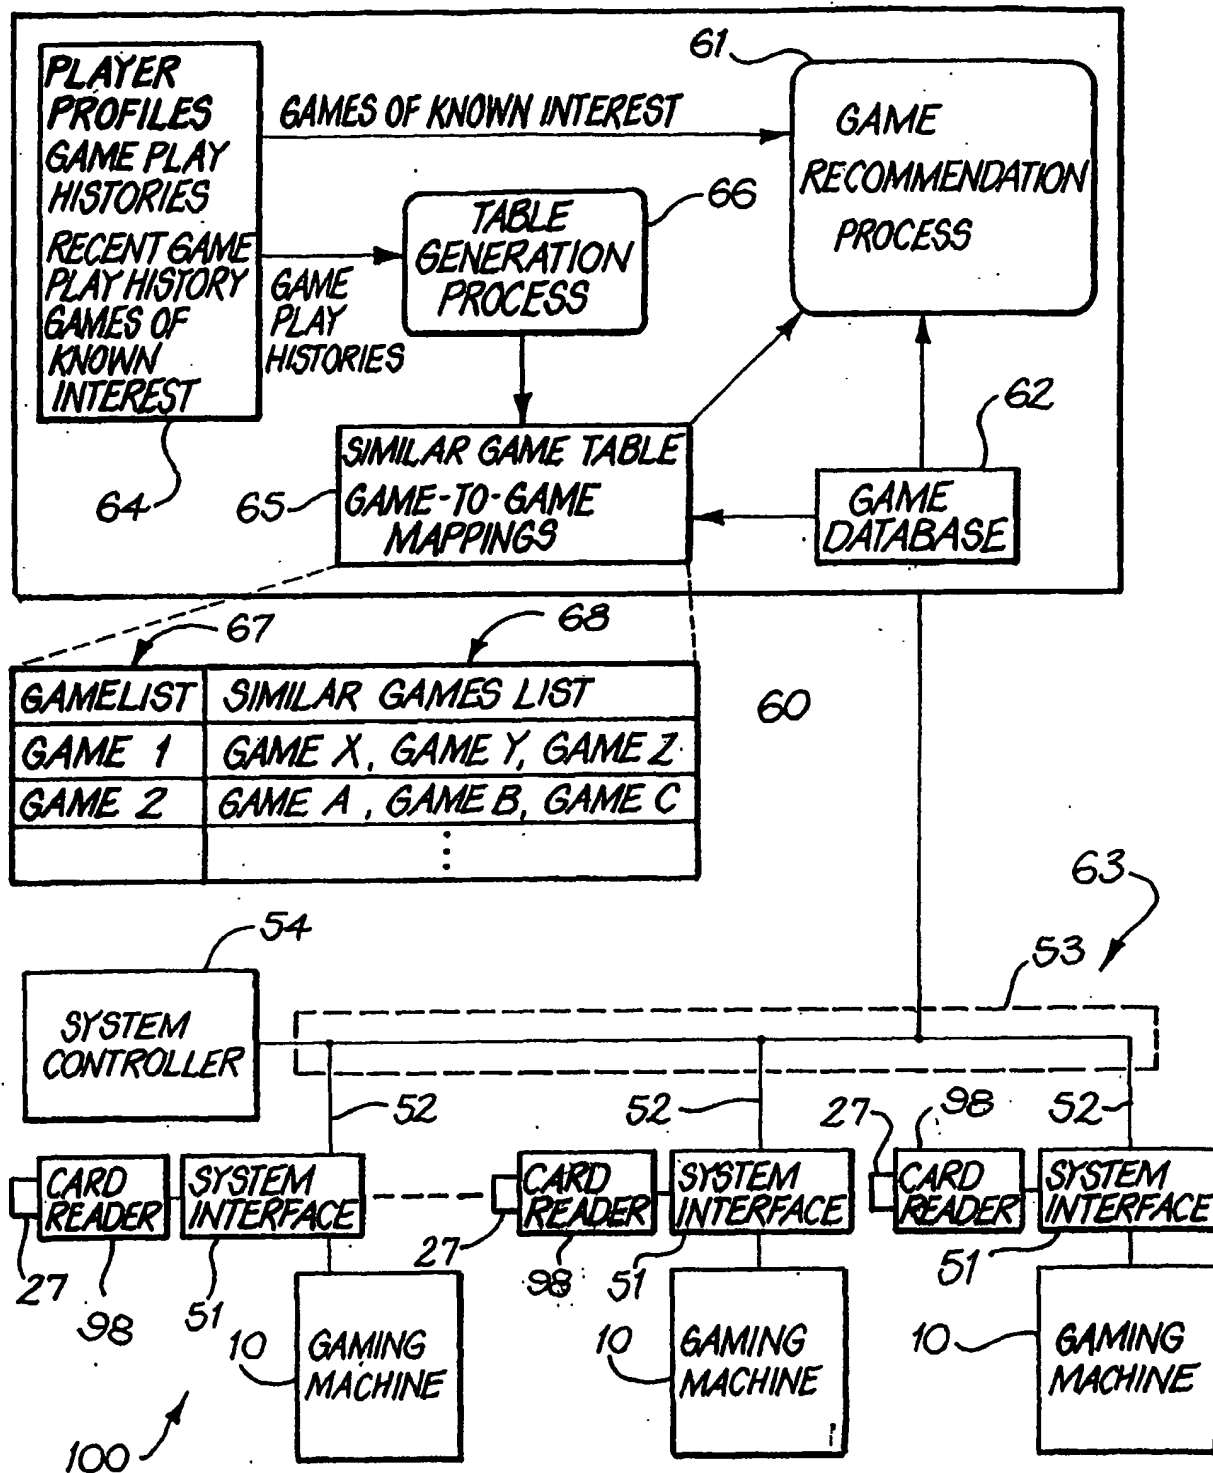 PLAYER
PROFILES
GAME PLAY
HISTORIES
RECENT GAME
PLAY HISTORY
GAMES OF
KNOWN
INTEREST
64
GAMES OF KNOWN INTEREST
GAME
PLAY
HISTORIES
TABLE
GENERATION
PROCESS
66
61
GAME
RECOMMENDATION
PROCESS
65
SIMILAR GAME TABLE
GAME-TO-GAME
MAPPINGS
62
GAME
DATABASE
67
68
GAMELIST
SIMILAR GAMES LIST
GAME 1
GAME X, GAME Y, GAME Z
GAME 2
GAME A, GAME B, GAME C
60
63
54
53
SYSTEM
CONTROLLER
52
52
52
CARD
READER
SYSTEM
INTERFACE
27
98
51
CARD
READER
SYSTEM
INTERFACE
27
98
51
27
98
CARD
READER
SYSTEM
INTERFACE
51
10
GAMING
MACHINE
10
GAMING
MACHINE
10
GAMING
MACHINE
100